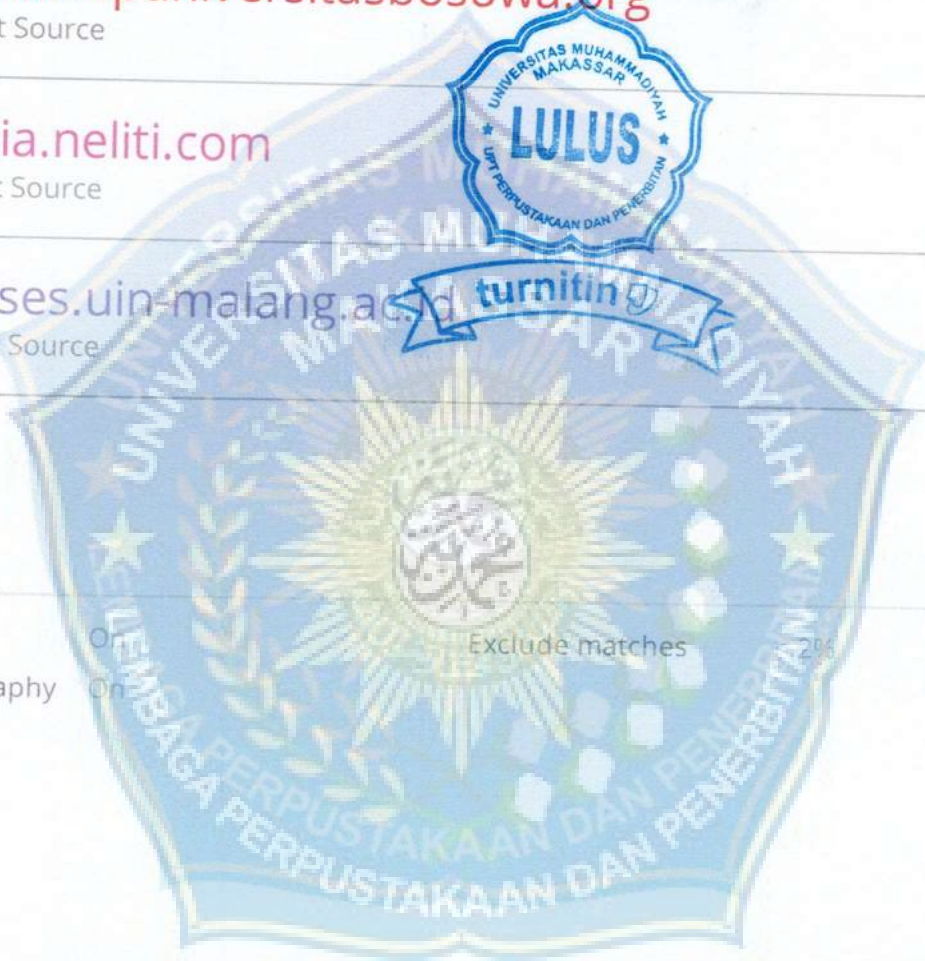 t Source
UNIVERSITAS MUHAMMADIYAH
MAKASSAR
LULUS
UPT PERPUSTAKAAN DAN PENERBITAN
turnitin
ia.neliti.com
t Source
ses.uin-malang.ac.id
Source
UNIVERSITAS MUHAMMADIYAH
MAKASSAR
محمد
On
Exclude matches
2%
aphy
On
LEMBAGA PERPUSTAKAAN DAN PENERBITAN